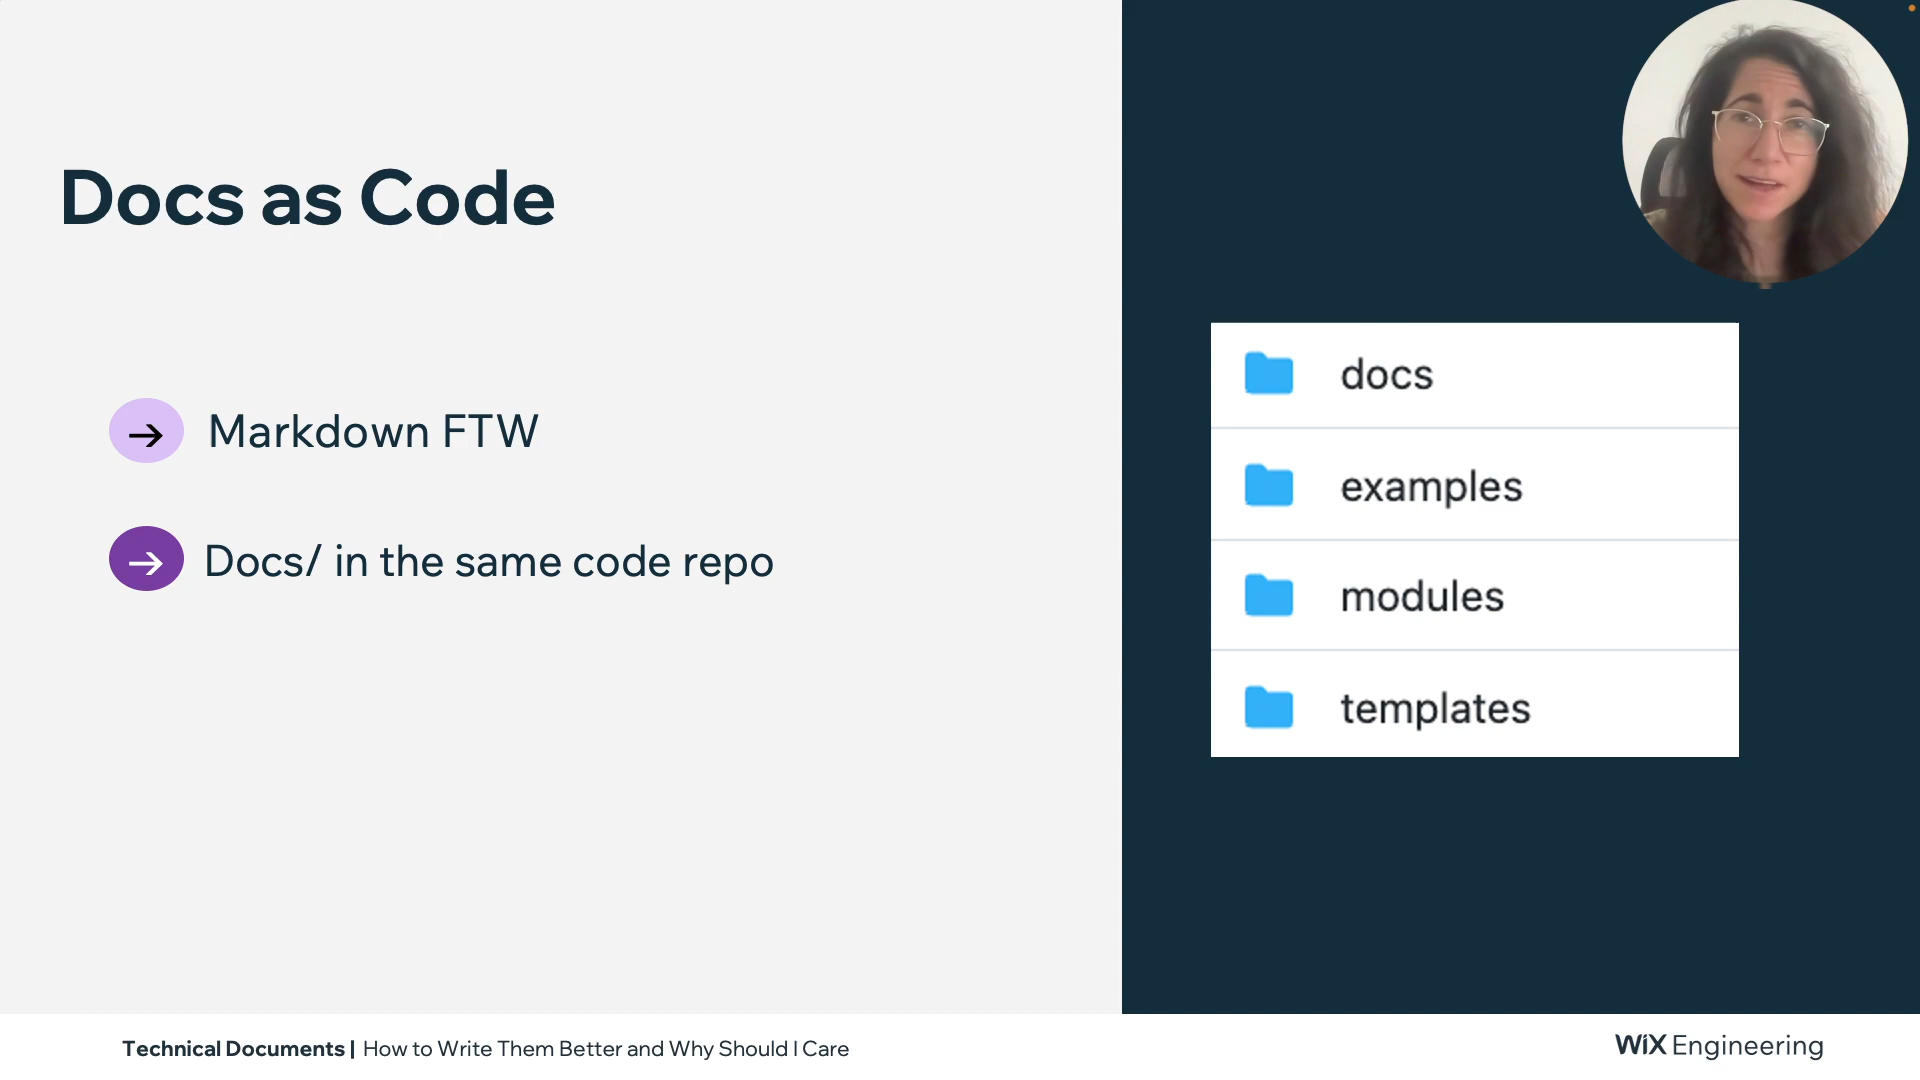 Docs as Code
Markdown FTW
Docs/ in the same code repo
docs
examples
modules
templates
Technical Documents | How to Write Them Better and Why Should I Care
WiX Engineering